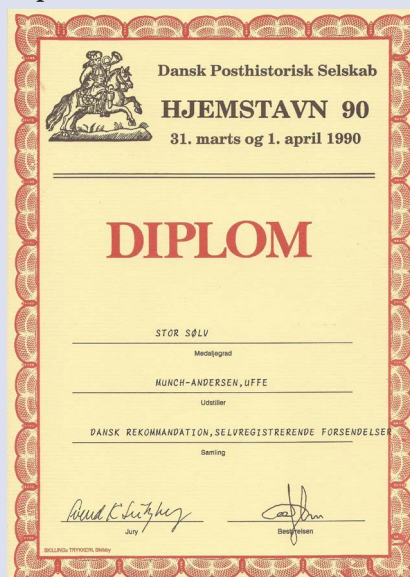 Dansk Posthistorisk Selskab
HJEMSTAVN 90
31. marts og 1. april 1990
DIPLOM
STOR SØLV
Medaljegrad
MUNCH-ANDERSEN,UFFE
Udstiller
DANSK REKOMMANDATION,SELVREGISTRERENDE FORSENDELSER
Samling
Jury
Bestyrelsen